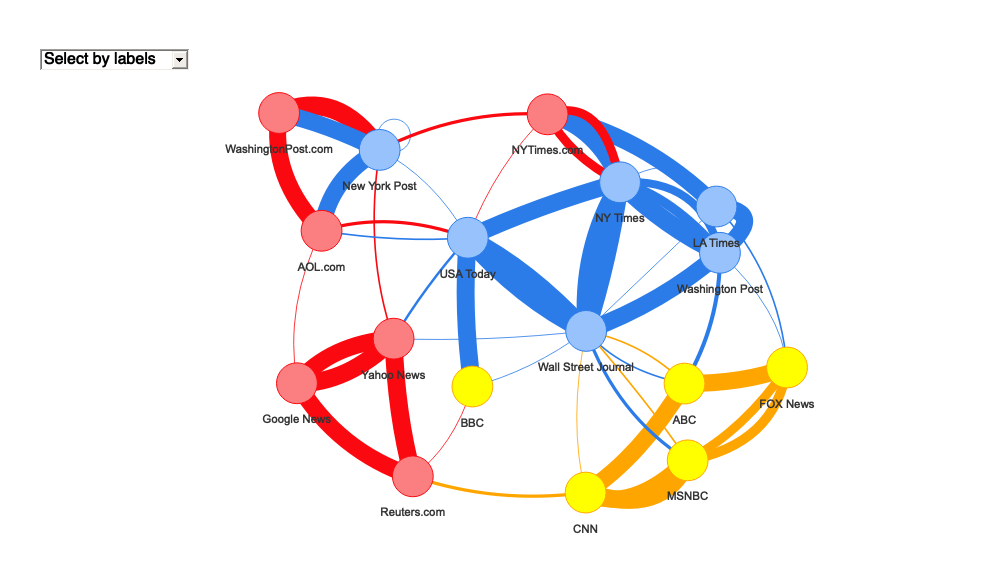 Select by labels
WashingtonPost.com
NYTimes.com
New York Post
NY Times
LA Times
AOL.com
USA Today
Washington Post
Wall Street Journal
Yahoo News
FOX News
Google News
BBC
ABC
MSNBC
Reuters.com
CNN